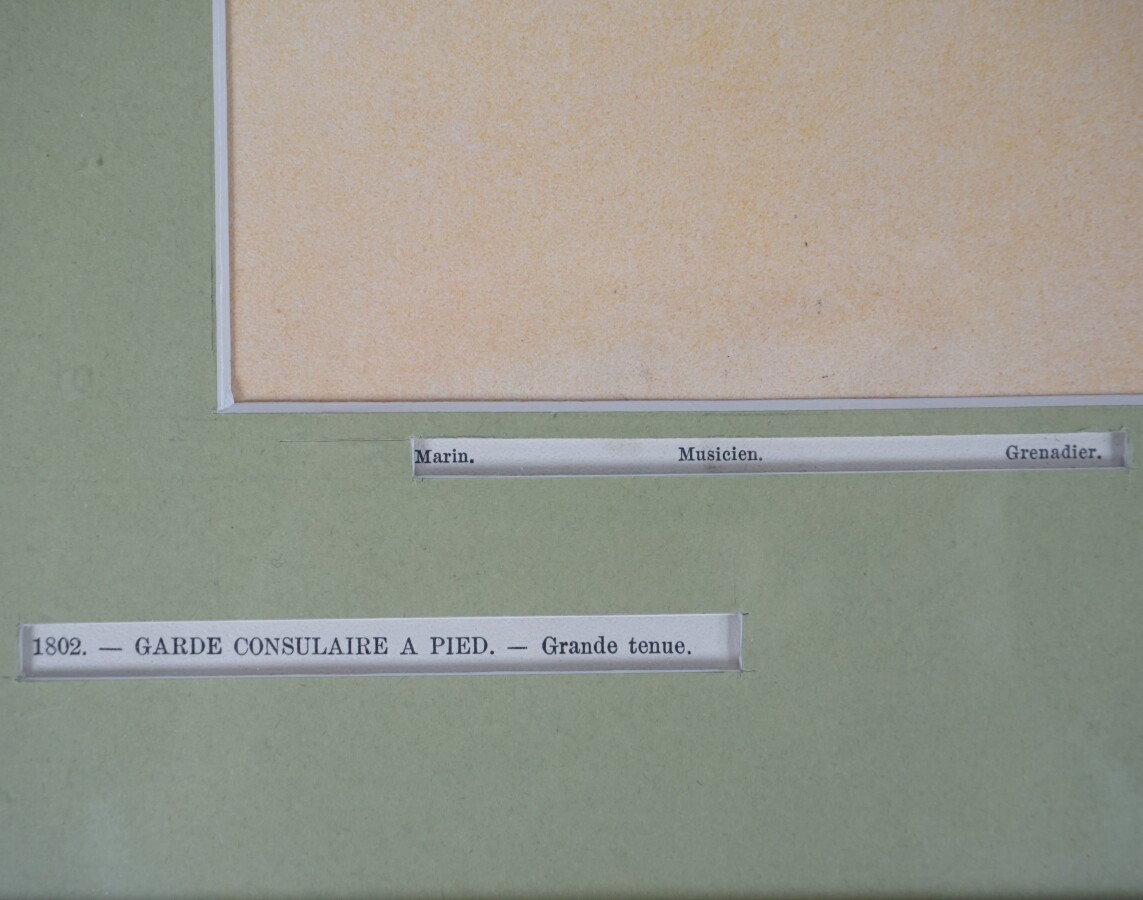 Marin. Musicien. Grenadier.
1802. — GARDE CONSULAIRE A PIED. — Grande tenue.